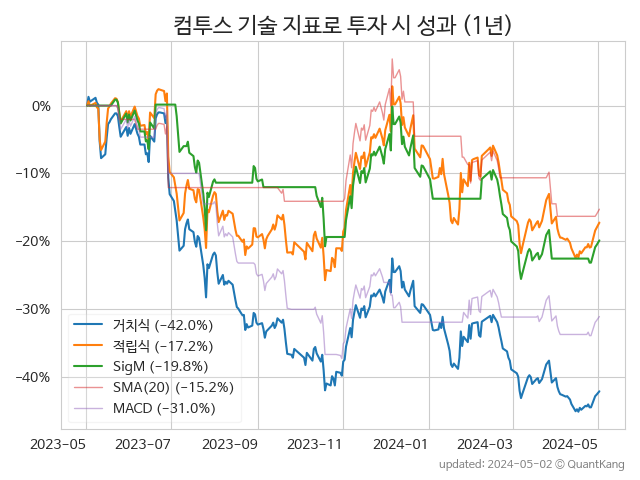 컴투스 기술 지표로 투자 시 성과 (1년)
0%
−10%
−20%
−30%
−40%
거치식 (−42.0%)
적립식 (−17.2%)
SigM (−19.8%)
SMA(20) (−15.2%)
MACD (−31.0%)
2023-05 2023-07 2023-09 2023-11 2024-01 2024-03 2024-05
updated: 2024-05-02 © QuantKang